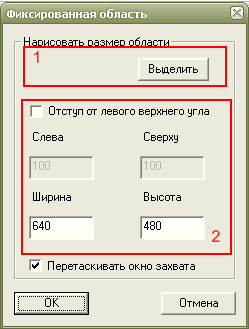 Фиксированная область
Нарисовать размер области
1
Выделить
Отступ от левого верхнего угла
Слева Сверху
100 100
Ширина Высота
640 480
2
Перетаскивать окно захвата
OK Отмена